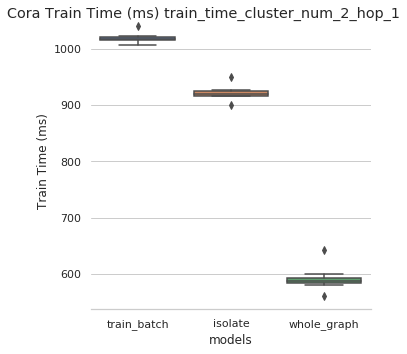 Cora Train Time (ms) train_time_cluster_num_2_hop_1
1000
900
800
700
600
Train Time (ms)
train_batch isolate whole_graph
models